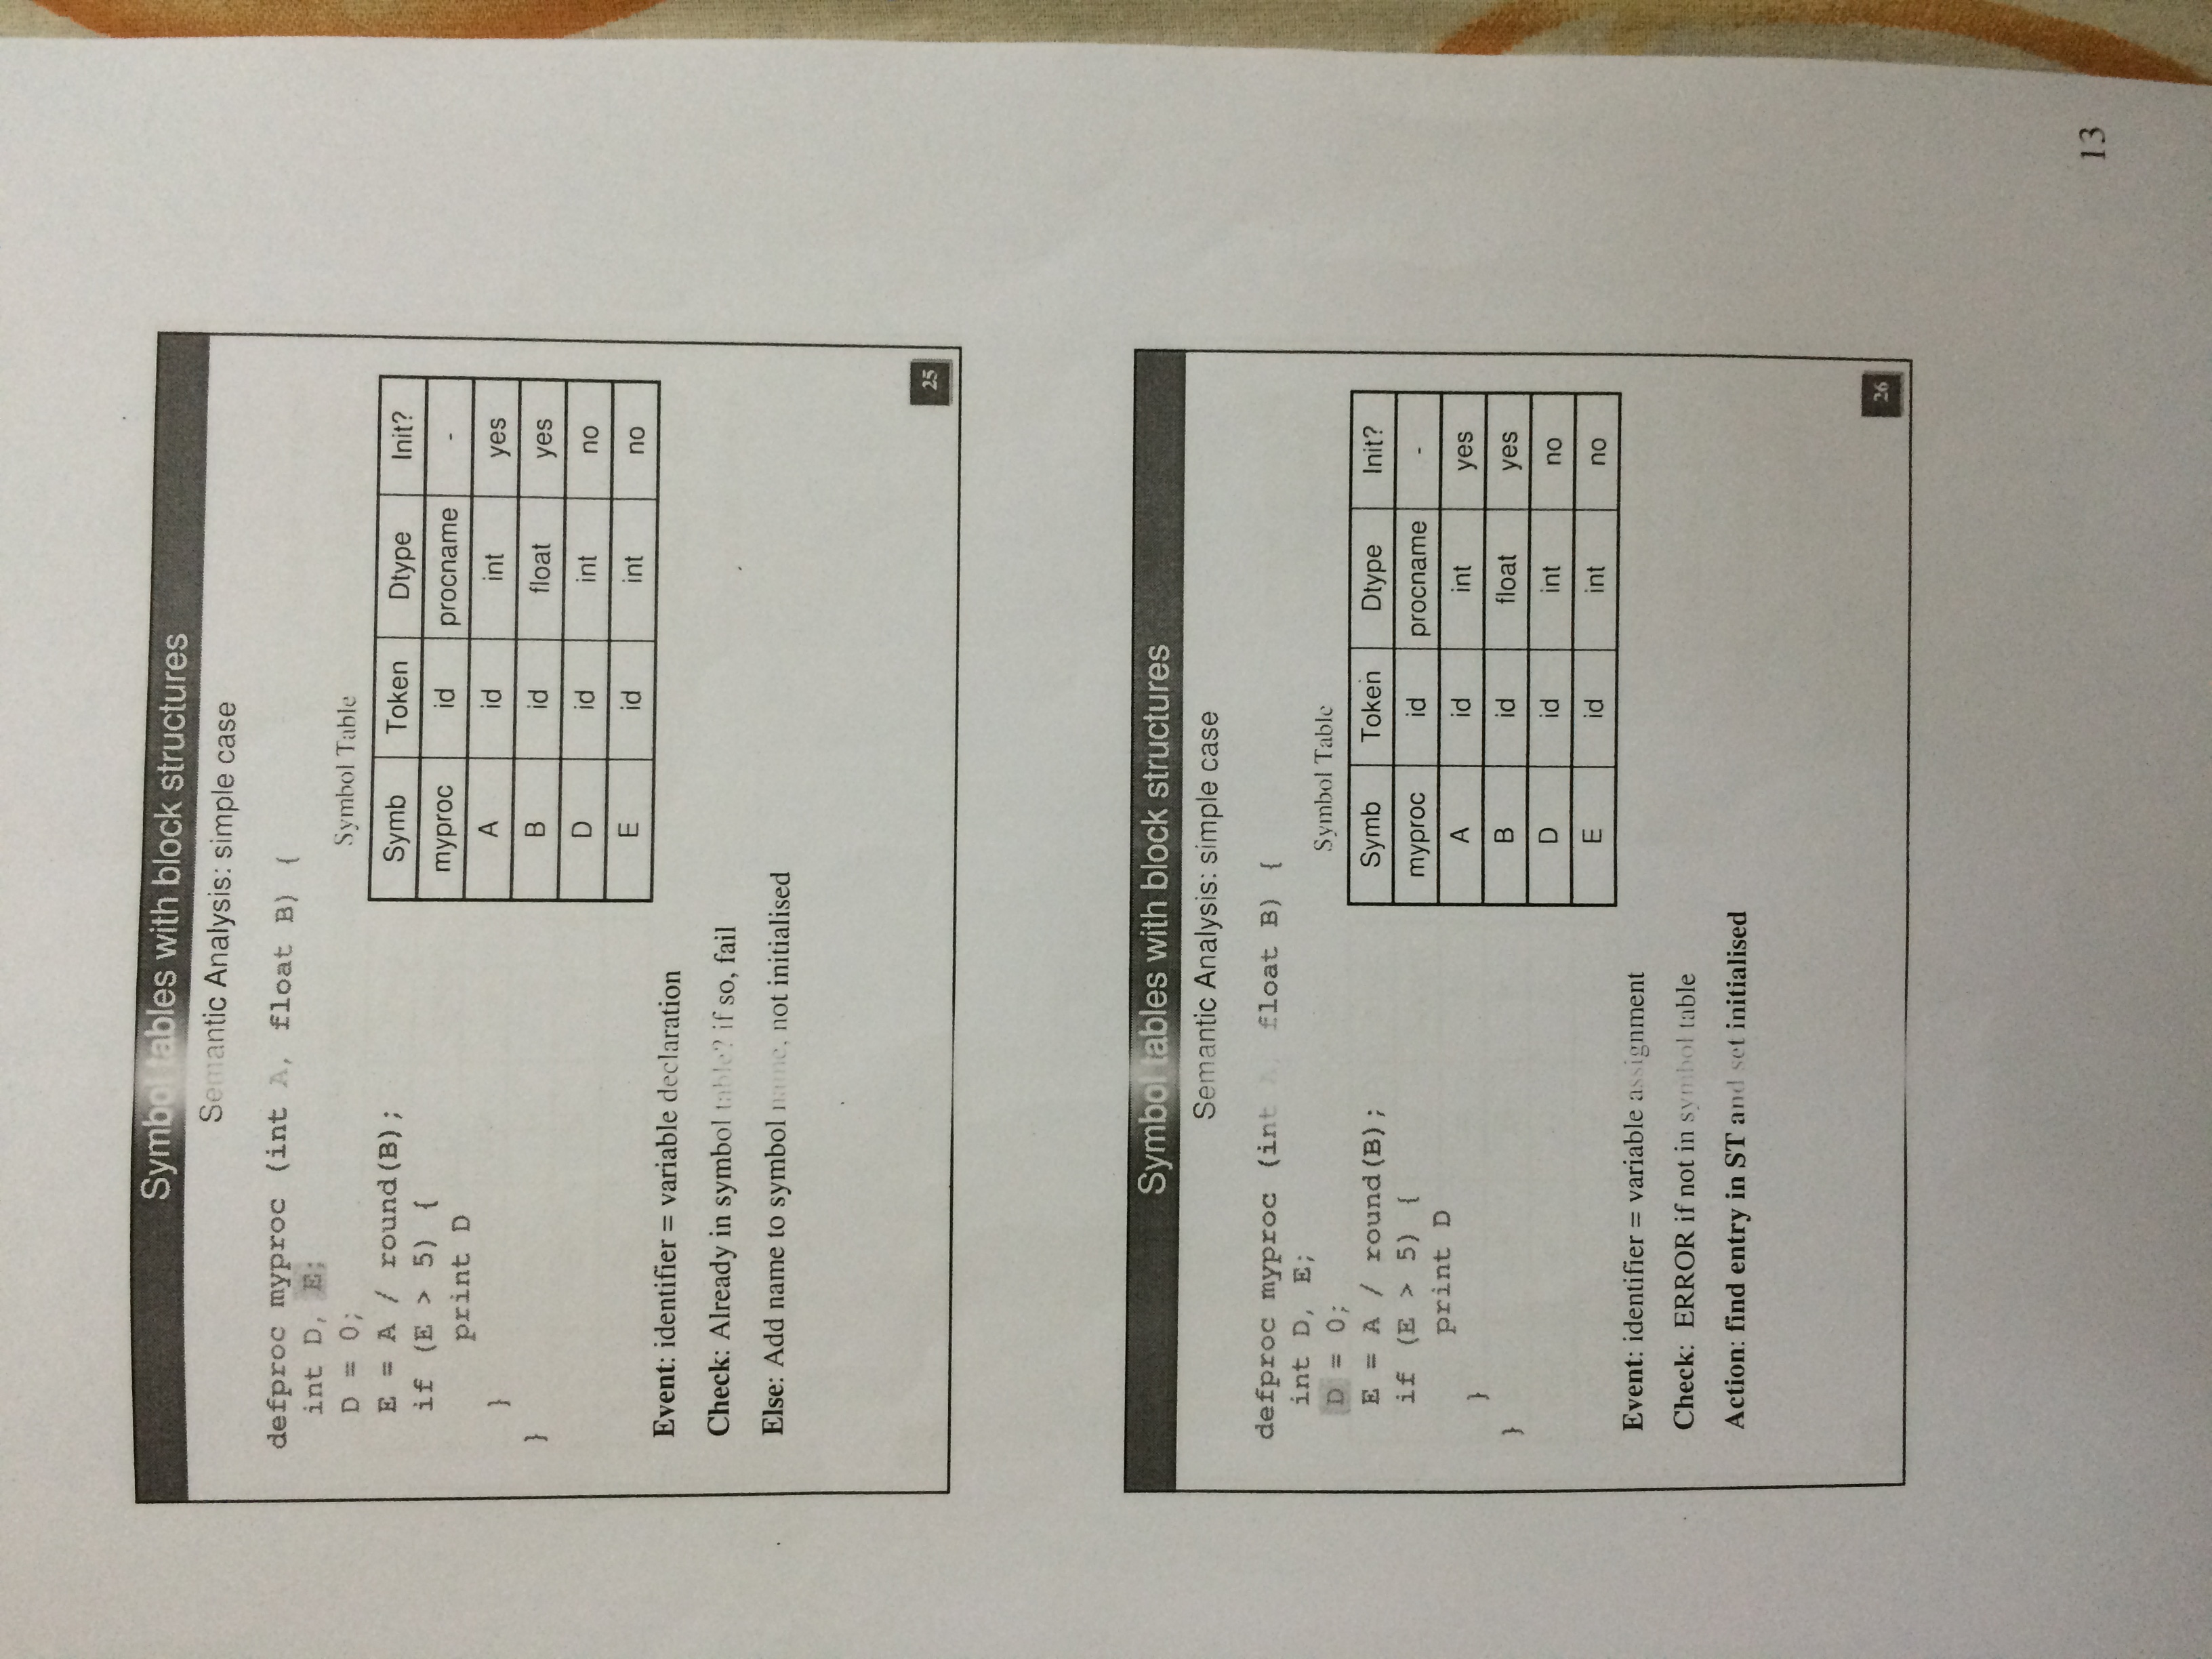 Symbol tables with block structures
Semantic Analysis: simple case
defproc myproc (int A, float B) {
int D, E;
D = 0;
E = A / round(B);
if (E > 5) {
print D
}
}
Symbol Table
Symb Token Dtype Init?
myproc id procname -
A id int yes
B id float yes
D id int no
E id int no
Event: identifier = variable declaration
Check: Already in symbol table? if so, fail
Else: Add name to symbol name, not initialised
25
Symbol tables with block structures
Semantic Analysis: simple case
defproc myproc (int A, float B) {
int D, E;
D = 0;
E = A / round(B);
if (E > 5) {
print D
}
}
Symbol Table
Symb Token Dtype Init?
myproc id procname -
A id int yes
B id float yes
D id int no
E id int no
Event: identifier = variable assignment
Check: ERROR if not in symbol table
Action: find entry in ST and set initialised
26
13